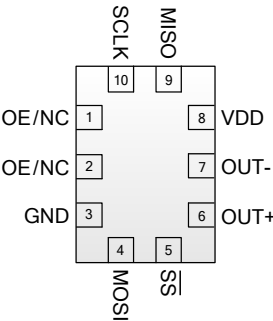 SCLK
MISO
10
9
OE/NC 1
8 VDD
OE/NC 2
7 OUT-
GND 3
6 OUT+
4
5
MOSI
SS